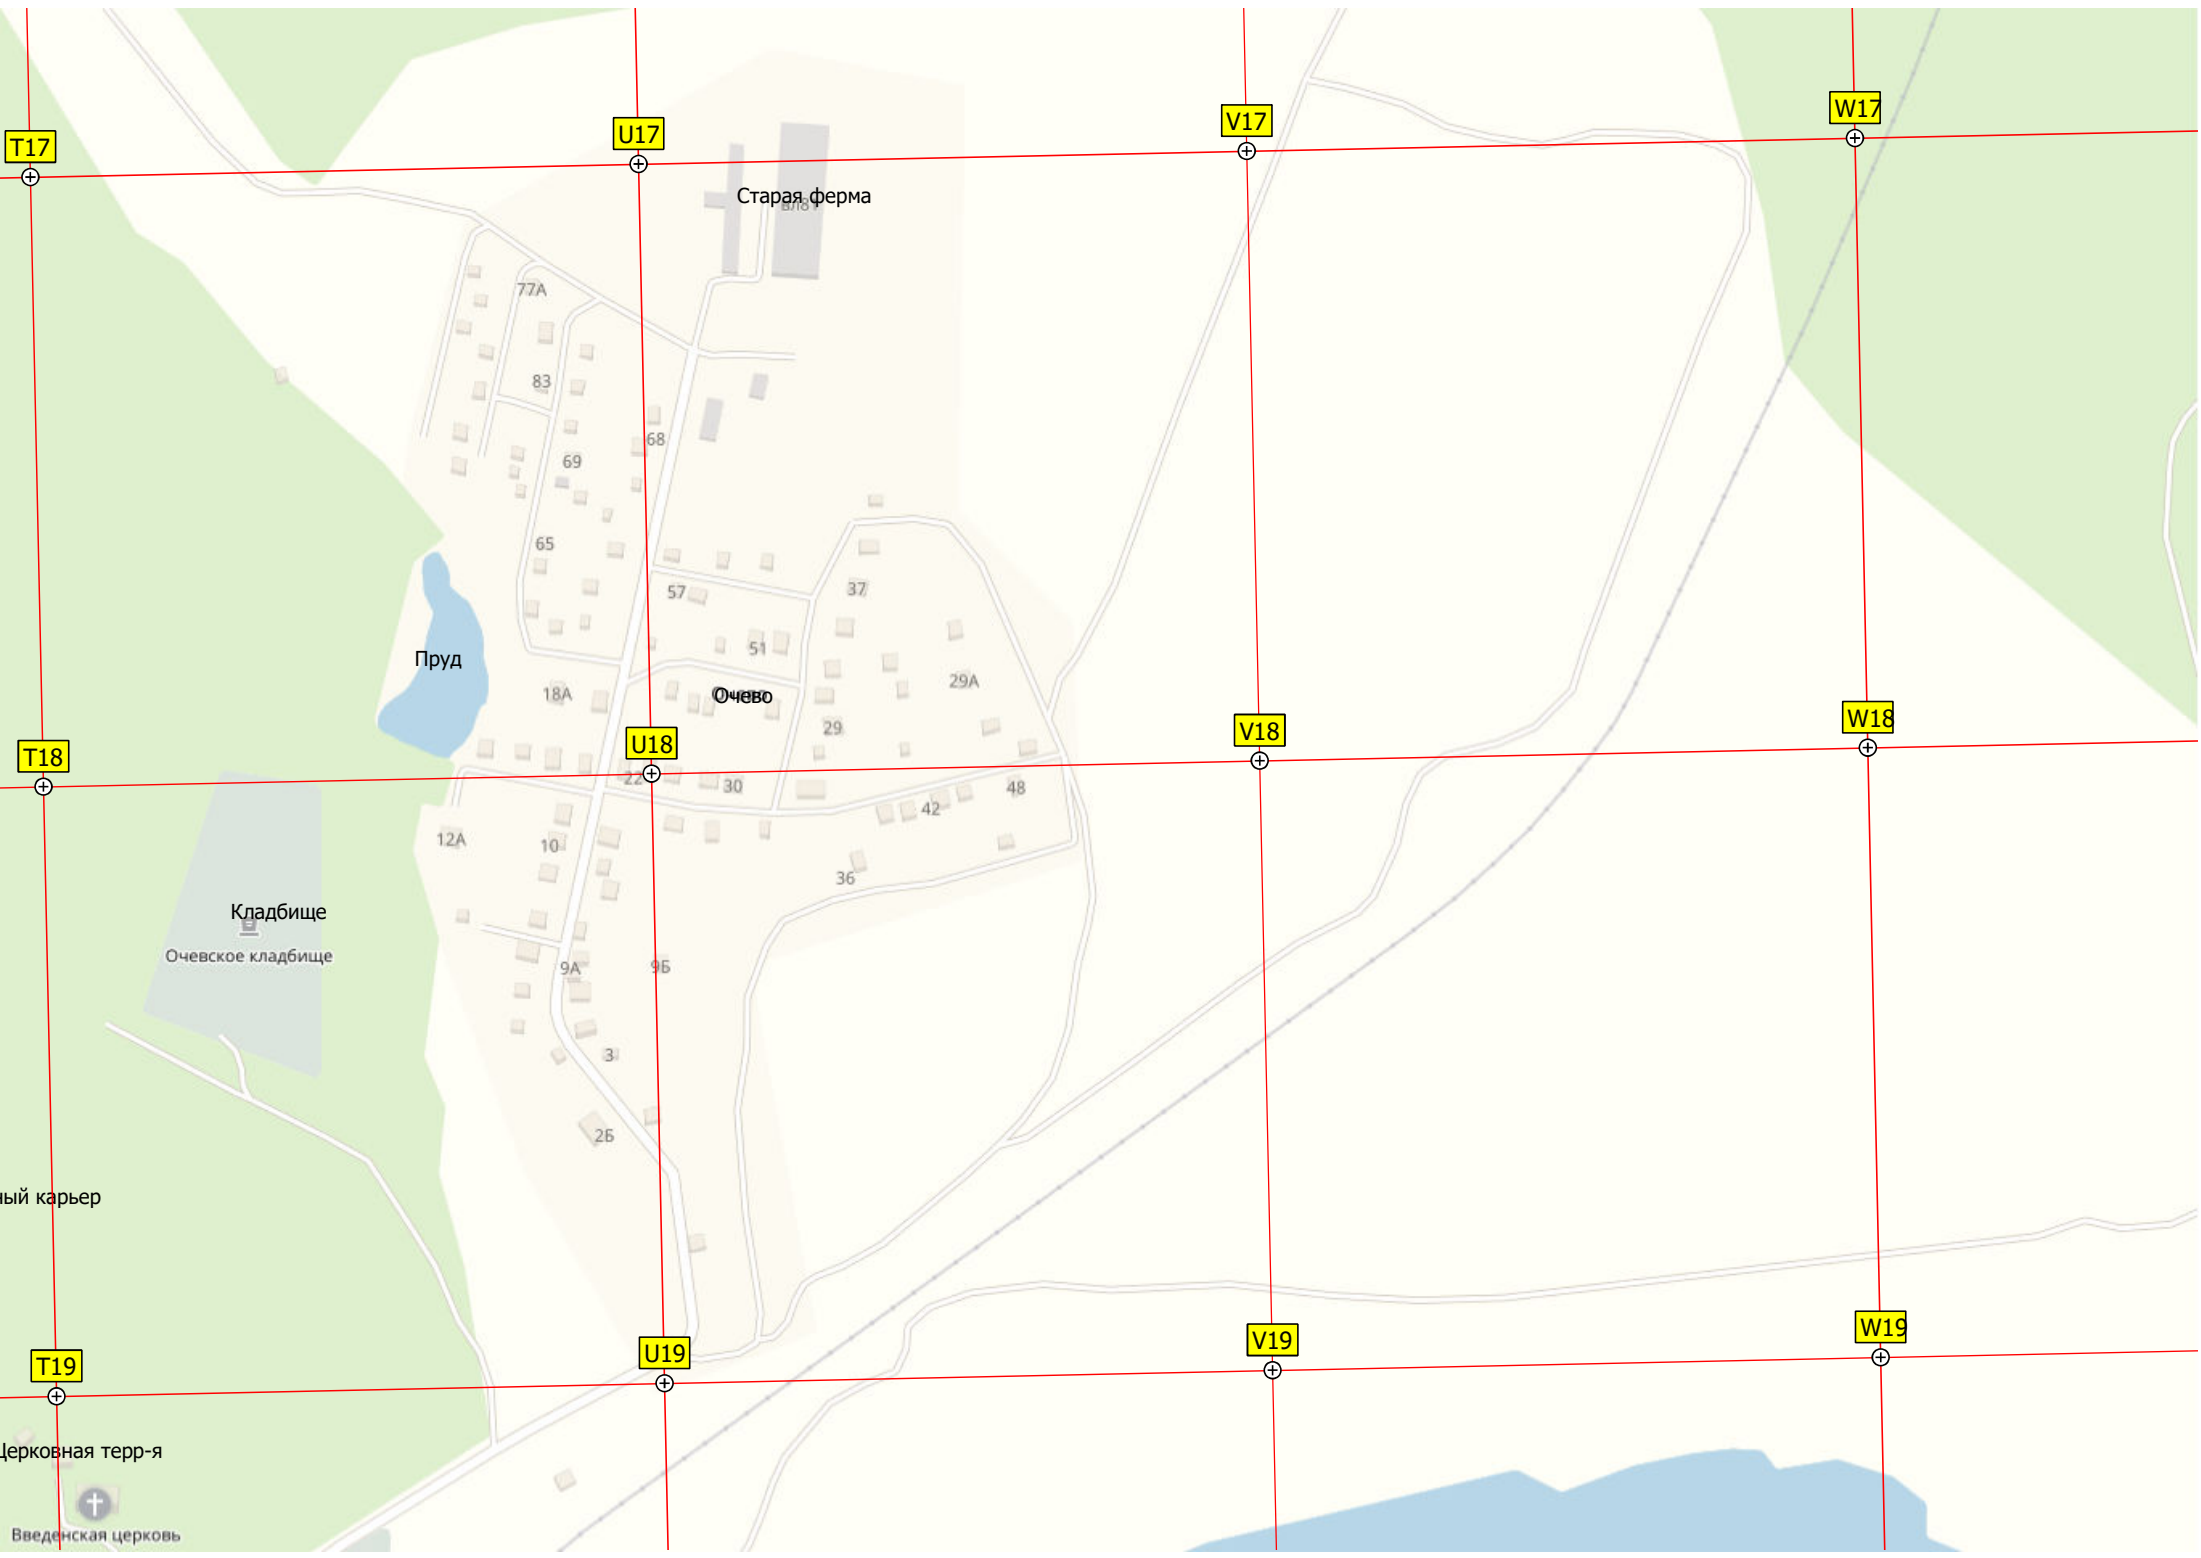 W17
V17
U17
T17
Старая ферма
вл81
77А
83
68
69
65
57
37
51
Пруд
29А
18А
Очево
29
W18
V18
U18
T18
22
30
48
42
12А
10
36
Кладбище
Очевское кладбище
9А
9Б
3
2Б
ный карьер
W19
V19
U19
T19
Церковная терр-я
Введенская церковь